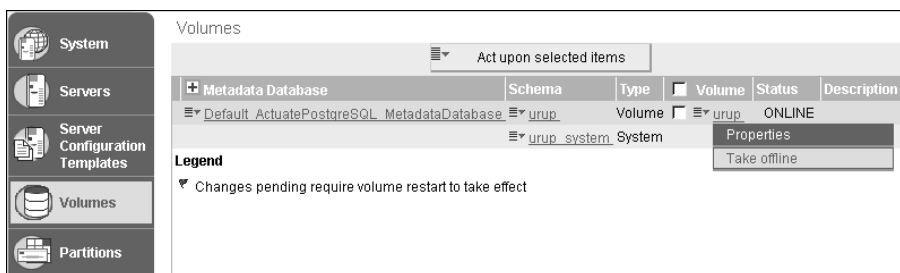 System
Servers
Server
Configuration
Templates
Volumes
Partitions
Volumes
Act upon selected items
Metadata Database Schema Type Volume Status Description
Default_ActuatePostgreSQL_MetadataDatabase urup Volume urup ONLINE
urup_system System
Properties
Take offline
Legend
Changes pending require volume restart to take effect